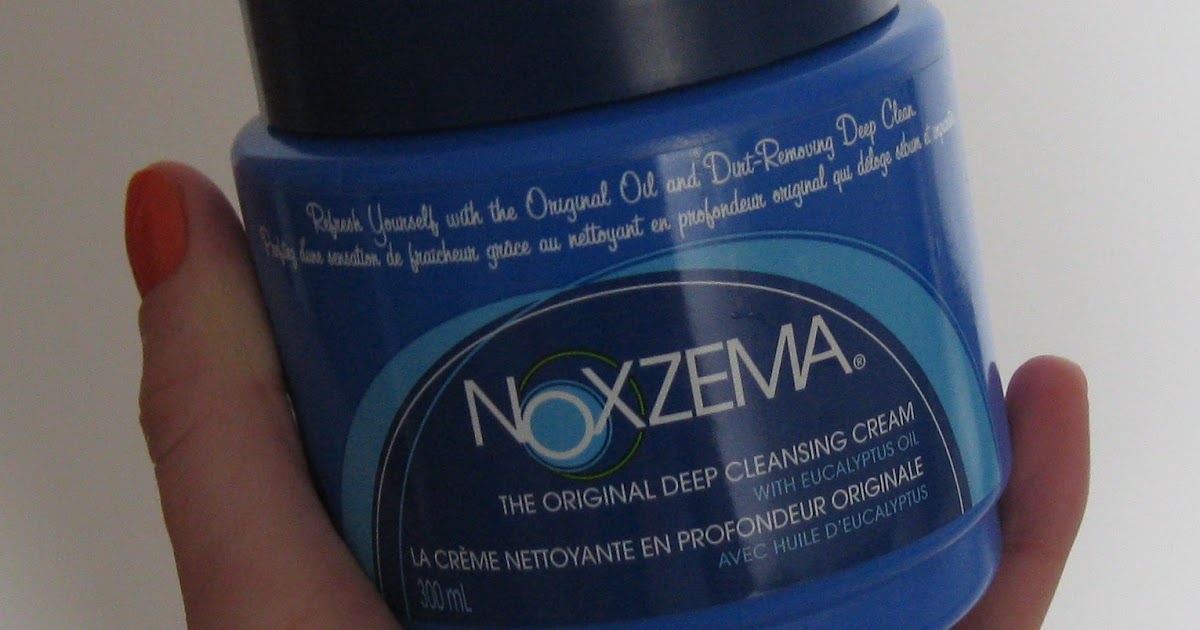 Refresh Yourself with the Original Oil and Dirt-Removing Deep Clean.
Profitez d'une sensation de fraîcheur grâce au nettoyant en profondeur original qui déloge sébum et impuretés
NOXZEMA®
THE ORIGINAL DEEP CLEANSING CREAM
WITH EUCALYPTUS OIL
LA CRÈME NETTOYANTE EN PROFONDEUR ORIGINALE
AVEC HUILE D'EUCALYPTUS
300 mL